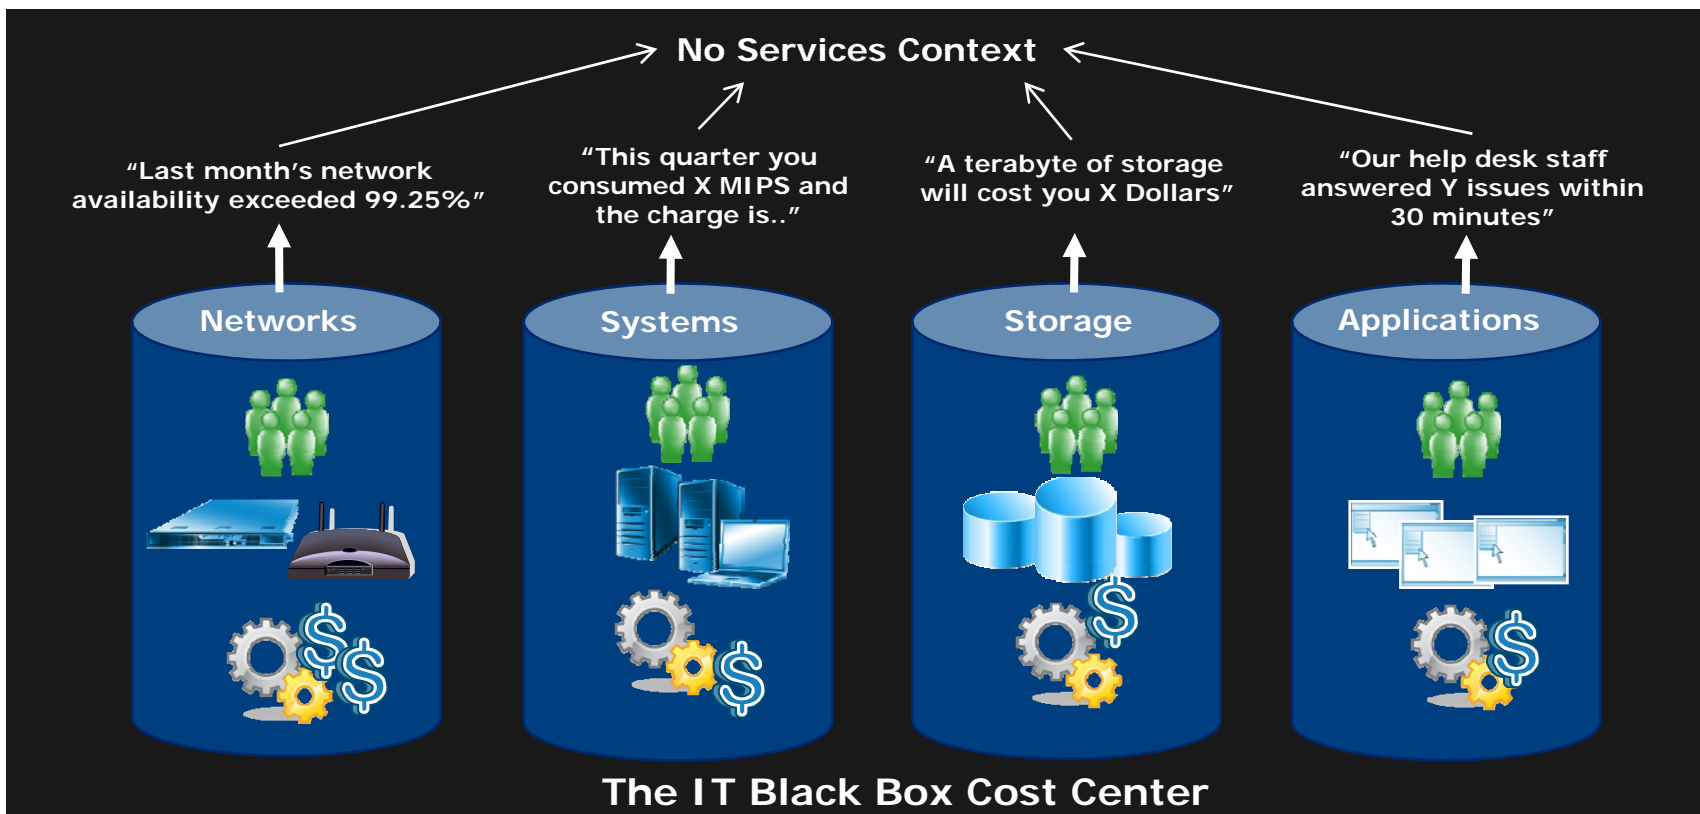 No Services Context
“Last month’s network
availability exceeded 99.25%”
“This quarter you
consumed X MIPS and
the charge is..”
“A terabyte of storage
will cost you X Dollars”
“Our help desk staff
answered Y issues within
30 minutes”
Networks
Systems
Storage
Applications
The IT Black Box Cost Center